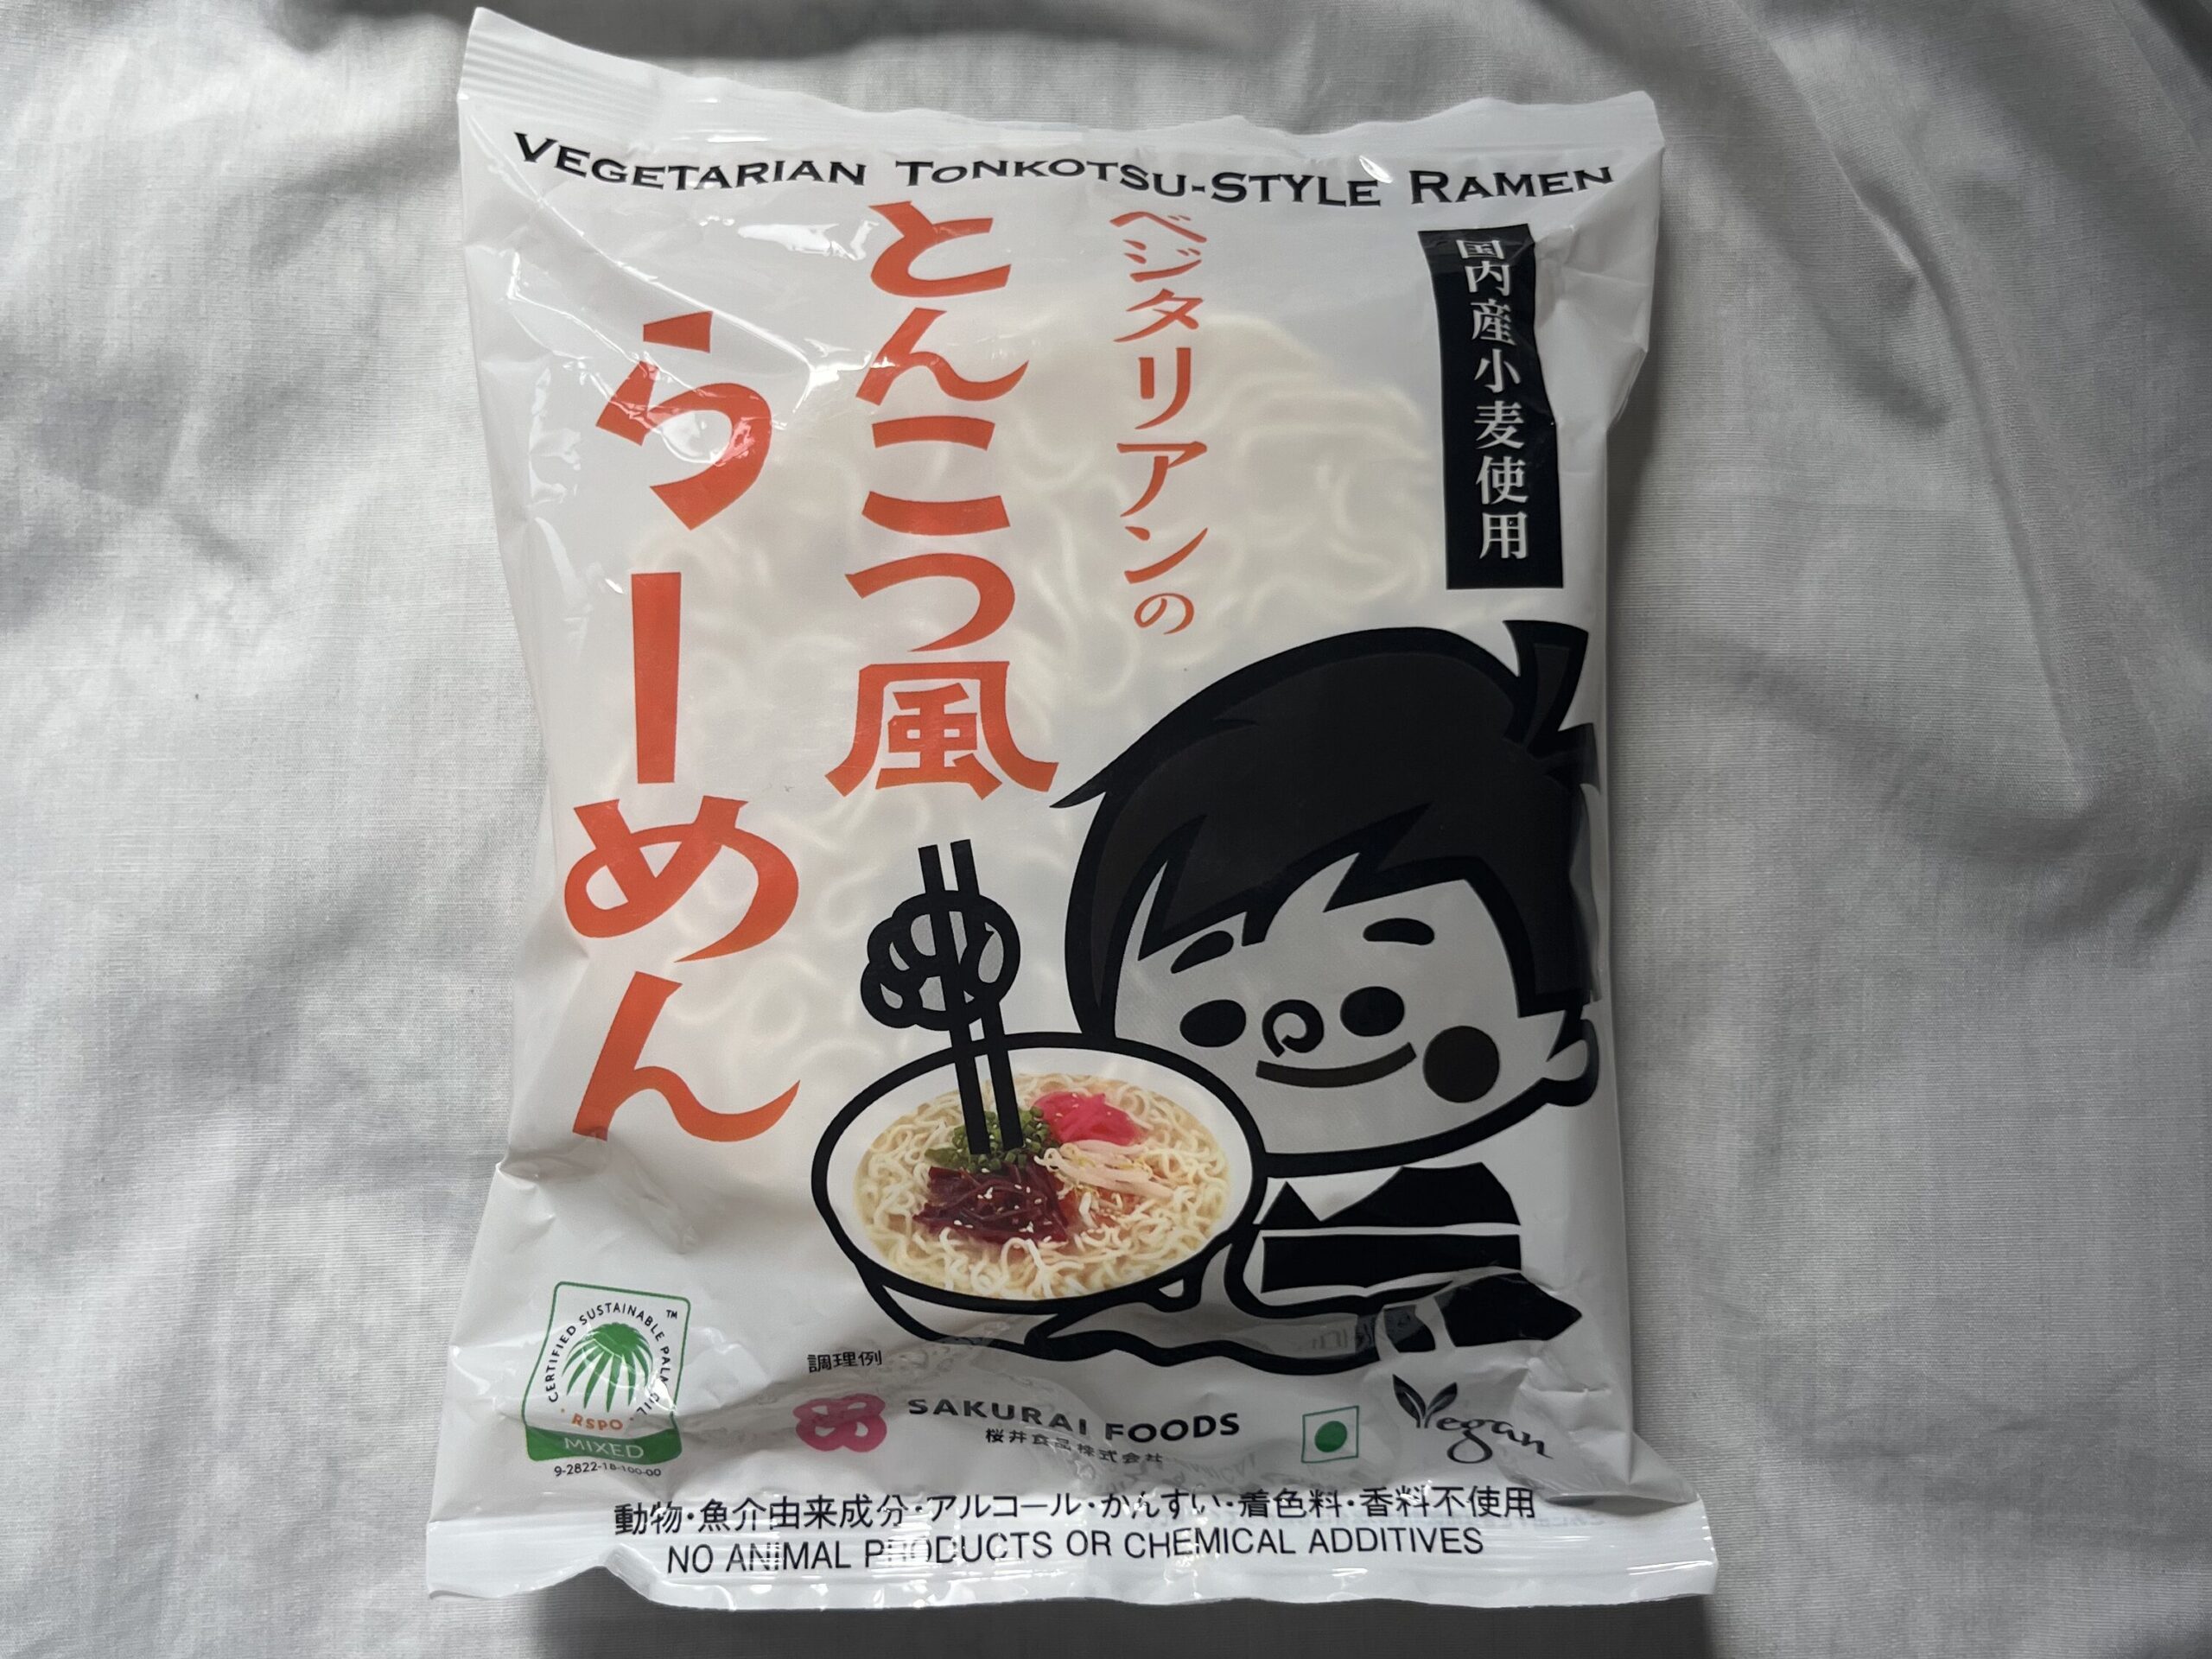 VEGETARIAN TONKOTSU-STYLE RAMEN
国内産小麦使用
ベジタリアンの
とんこつ風
らーめん
調理例
CERTIFIED SUSTAINABLE PALM OIL
TM
RSPO
MIXED
9-2822-18-100-00
SAKURAI FOODS
桜井食品株式会社
Vegan
動物・魚介由来成分・アルコール・かんすい・着色料・香料不使用
NO ANIMAL PRODUCTS OR CHEMICAL ADDITIVES